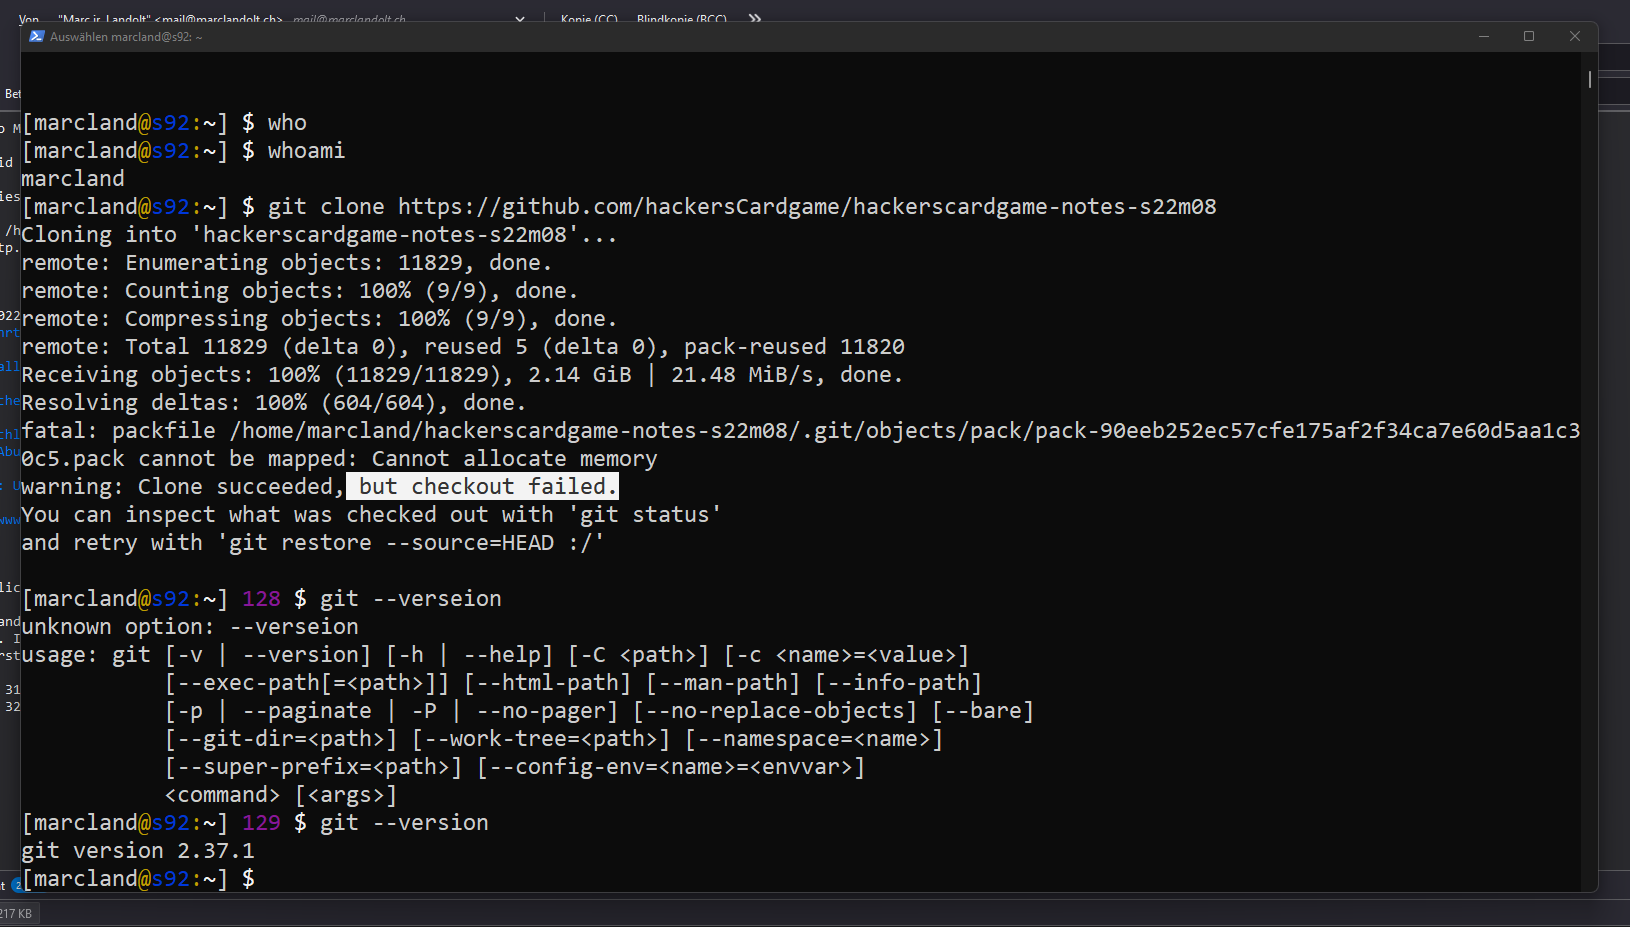 Von "Marc jr. Landolt" <mail@marclandolt.ch> mail@marclandolt.ch Kopie (CC) Blindkopie (BCC) »
Auswählen marcland@s92: ~
Bet
[marcland@s92:~] $ who
[marcland@s92:~] $ whoami
marcland
[marcland@s92:~] $ git clone https://github.com/hackersCardgame/hackerscardgame-notes-s22m08
Cloning into 'hackerscardgame-notes-s22m08'...
remote: Enumerating objects: 11829, done.
remote: Counting objects: 100% (9/9), done.
remote: Compressing objects: 100% (9/9), done.
remote: Total 11829 (delta 0), reused 5 (delta 0), pack-reused 11820
Receiving objects: 100% (11829/11829), 2.14 GiB | 21.48 MiB/s, done.
Resolving deltas: 100% (604/604), done.
fatal: packfile /home/marcland/hackerscardgame-notes-s22m08/.git/objects/pack/pack-90eeb252ec57cfe175af2f34ca7e60d5aa1c3
0c5.pack cannot be mapped: Cannot allocate memory
warning: Clone succeeded, but checkout failed.
You can inspect what was checked out with 'git status'
and retry with 'git restore --source=HEAD :/'
[marcland@s92:~] 128 $ git --verseion
unknown option: --verseion
usage: git [-v | --version] [-h | --help] [-C <path>] [-c <name>=<value>]
[--exec-path[=<path>]] [--html-path] [--man-path] [--info-path]
[-p | --paginate | -P | --no-pager] [--no-replace-objects] [--bare]
[--git-dir=<path>] [--work-tree=<path>] [--namespace=<name>]
[--super-prefix=<path>] [--config-env=<name>=<envvar>]
<command> [<args>]
[marcland@s92:~] 129 $ git --version
git version 2.37.1
[marcland@s92:~] $
217 KB